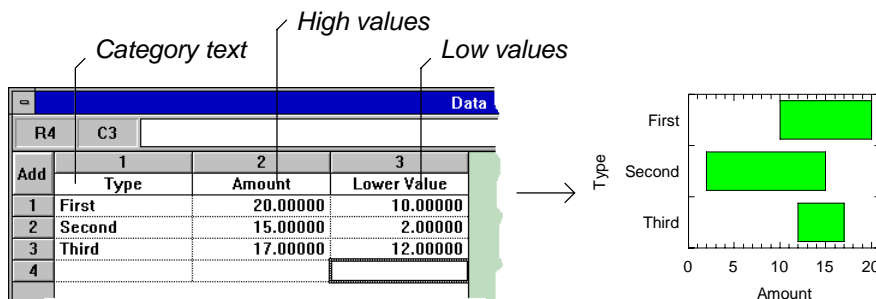 High values
Category text
Low values
Data
R4 C3
Add 1 2 3
Type Amount Lower Value
1 First 20.00000 10.00000
2 Second 15.00000 2.00000
3 Third 17.00000 12.00000
4
Type
First
Second
Third
0 5 10 15 20
Amount